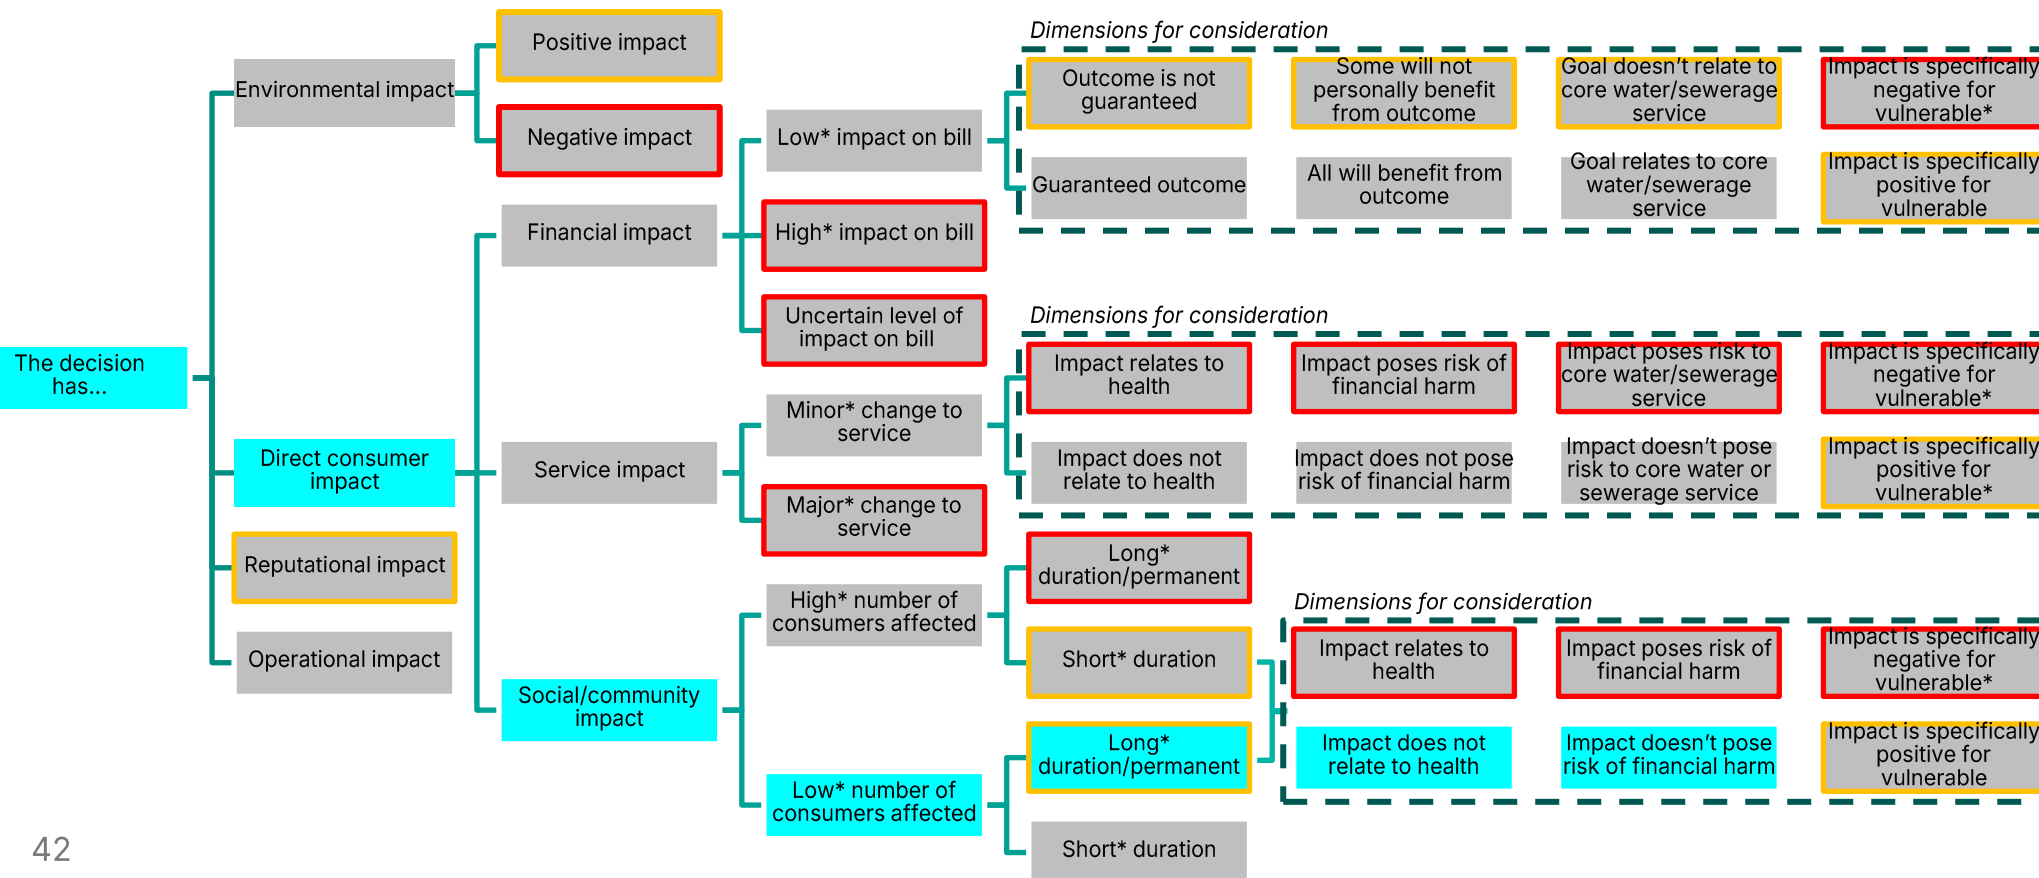 Positive impact
Environmental impact
Negative impact
Financial impact
Low* impact on bill
High* impact on bill
Uncertain level of
impact on bill
Dimensions for consideration
Outcome is not
guaranteed
Some will not
personally benefit
from outcome
Goal doesn’t relate to
core water/sewerage
service
Impact is specifically
negative for
vulnerable*
Guaranteed outcome
All will benefit from
outcome
Goal relates to core
water/sewerage
service
Impact is specifically
positive for
vulnerable
The decision
has...
Direct consumer
impact
Service impact
Minor* change to
service
Major* change to
service
Dimensions for consideration
Impact relates to
health
Impact poses risk of
financial harm
Impact poses risk to
core water/sewerage
service
Impact is specifically
negative for
vulnerable*
Impact does not
relate to health
Impact does not pose
risk of financial harm
Impact doesn’t pose
risk to core water or
sewerage service
Impact is specifically
positive for
vulnerable*
Reputational impact
Operational impact
Social/community
impact
High* number of
consumers affected
Low* number of
consumers affected
Long*
duration/permanent
Short* duration
Long*
duration/permanent
Short* duration
Dimensions for consideration
Impact relates to
health
Impact poses risk of
financial harm
Impact is specifically
negative for
vulnerable*
Impact does not
relate to health
Impact doesn’t pose
risk of financial harm
Impact is specifically
positive for
vulnerable
42